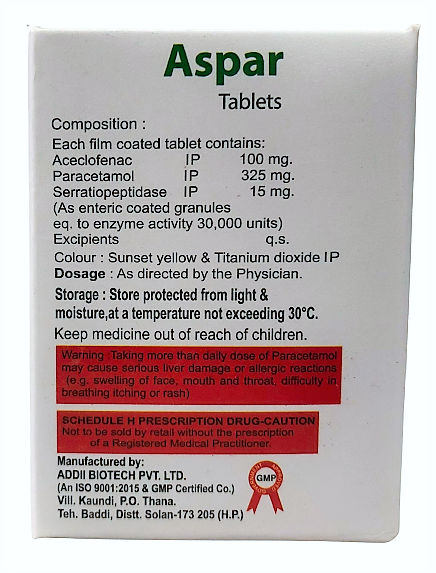 Aspar
Tablets
Composition :
Each film coated tablet contains:
Aceclofenac IP 100 mg.
Paracetamol IP 325 mg.
Serratiopeptidase IP 15 mg.
(As enteric coated granules
eq. to enzyme activity 30,000 units)
Excipients q.s.
Colour : Sunset yellow & Titanium dioxide IP
Dosage : As directed by the Physician.
Storage : Store protected from light &
moisture,at a temperature not exceeding 30°C.
Keep medicine out of reach of children.
Warning :Taking more than daily dose of Paracetamol
may cause serious liver damage or allergic reactions
(e.g. swelling of face, mouth and throat, difficulty in
breathing itching or rash)
SCHEDULE H PRESCRIPTION DRUG-CAUTION
Not to be sold by retail without the prescription
of a Registered Medical Practitioner.
Manufactured by:
ADDII BIOTECH PVT. LTD.
(An ISO 9001:2015 & GMP Certified Co.)
Vill. Kaundi, P.O. Thana.
Teh. Baddi, Distt. Solan-173 205 (H.P.)
GMP